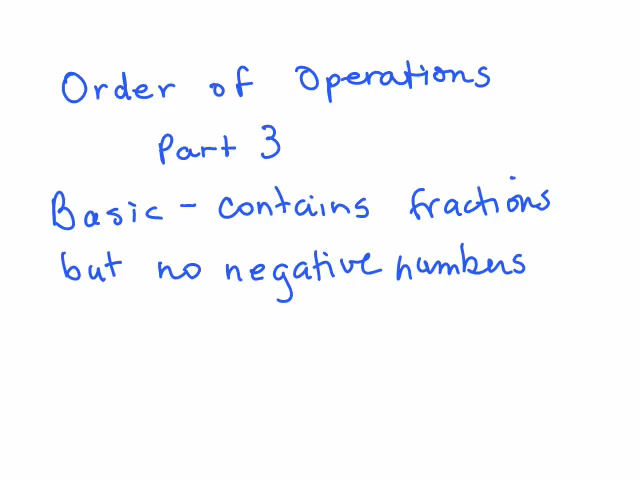 Order of Operations
Part 3
Basic - contains fractions
but no negative numbers